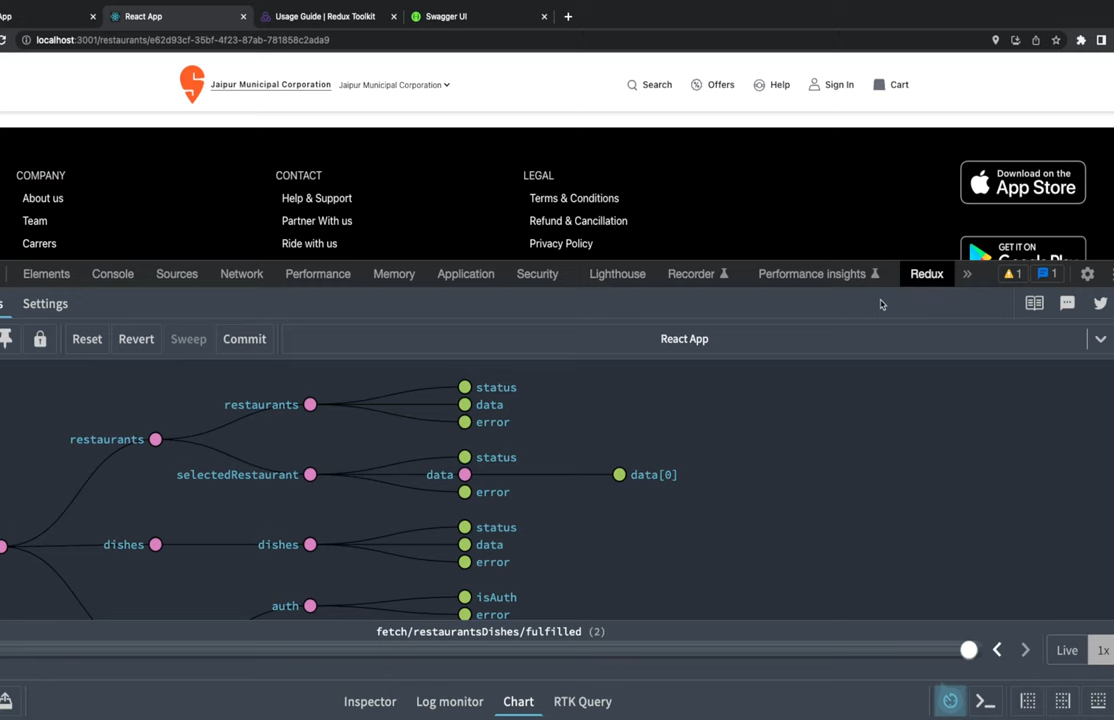 App
React App
Usage Guide | Redux Toolkit
Swagger UI
localhost:3001/restaurants/e62d93cf-35bf-4f23-87ab-781858c2ada9
Jaipur Municipal Corporation Jaipur Municipal Corporation Search Offers Help Sign In Cart
COMPANY CONTACT LEGAL
About us Help & Support Terms & Conditions
Team Partner With us Refund & Cancillation
Carrers Ride with us Privacy Policy
Download on the
App Store
GET IT ON
Google Play
Elements Console Sources Network Performance Memory Application Security Lighthouse Recorder Performance insights Redux » 1 1
s Settings
Reset Revert Sweep Commit React App
status
restaurants data
error
restaurants
status
selectedRestaurant data data[0]
error
status
dishes dishes data
error
isAuth
auth
error
fetch/restaurantsDishes/fulfilled (2)
Live 1x
Inspector Log monitor Chart RTK Query